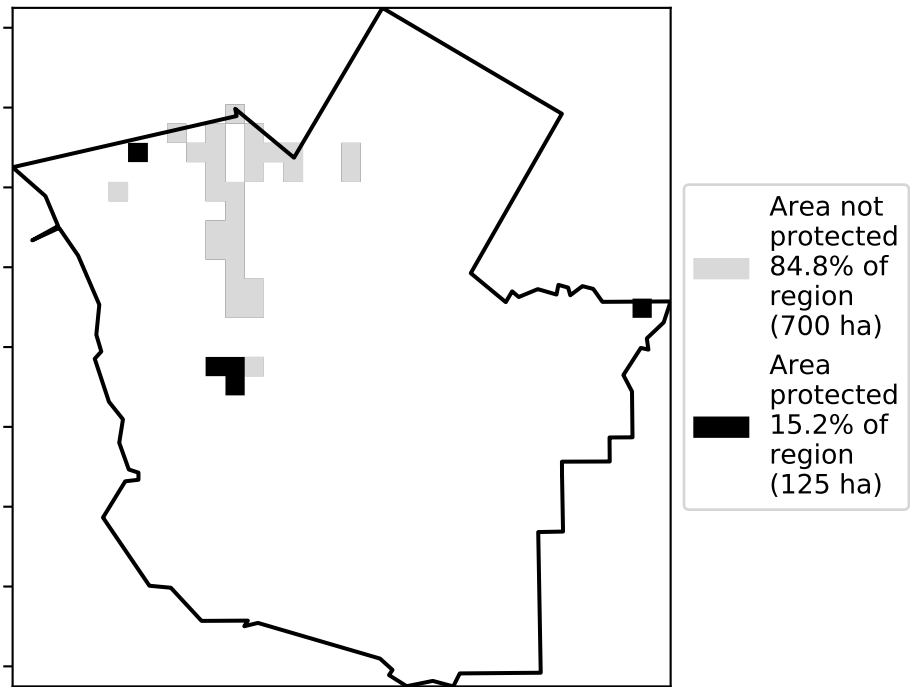 Area not
protected
84.8% of
region
(700 ha)
Area
protected
15.2% of
region
(125 ha)